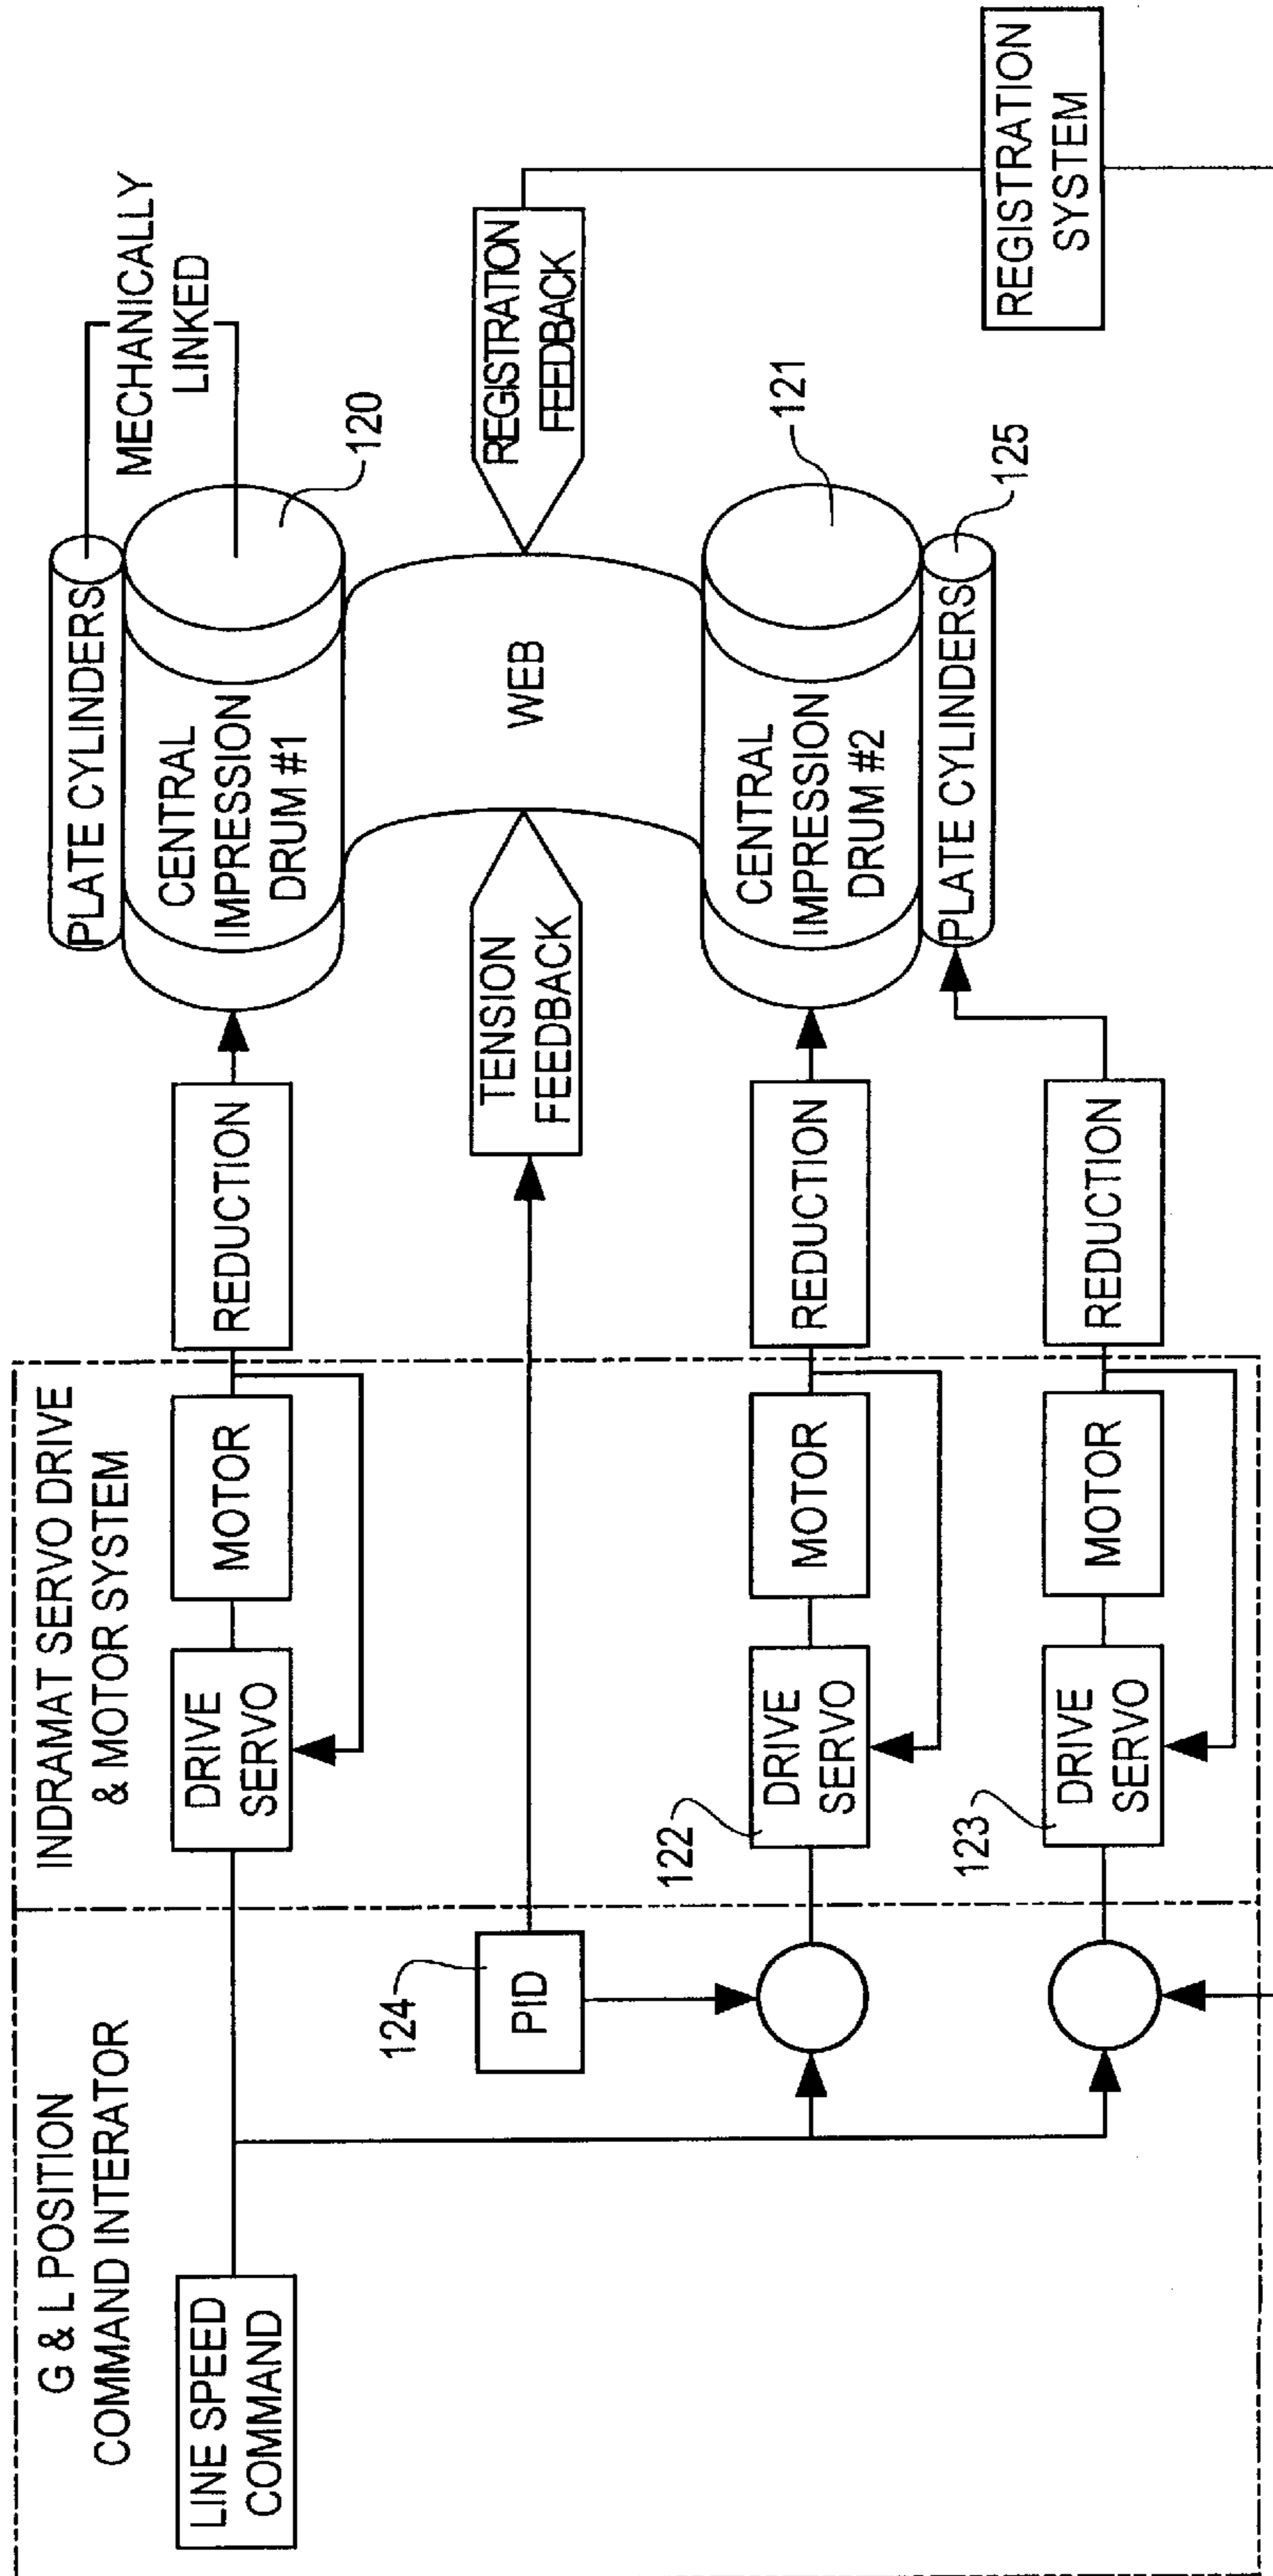 G & L POSITION
COMMAND INTERATOR
INDRAMAT SERVO DRIVE
& MOTOR SYSTEM
LINE SPEED
COMMAND
DRIVE
SERVO
MOTOR
REDUCTION
PLATE CYLINDERS
CENTRAL
IMPRESSION
DRUM #1
MECHANICALLY
LINKED
120
124
PID
TENSION
FEEDBACK
WEB
REGISTRATION
FEEDBACK
122
DRIVE
SERVO
MOTOR
REDUCTION
CENTRAL
IMPRESSION
DRUM #2
121
123
DRIVE
SERVO
MOTOR
REDUCTION
PLATE CYLINDERS
125
REGISTRATION
SYSTEM